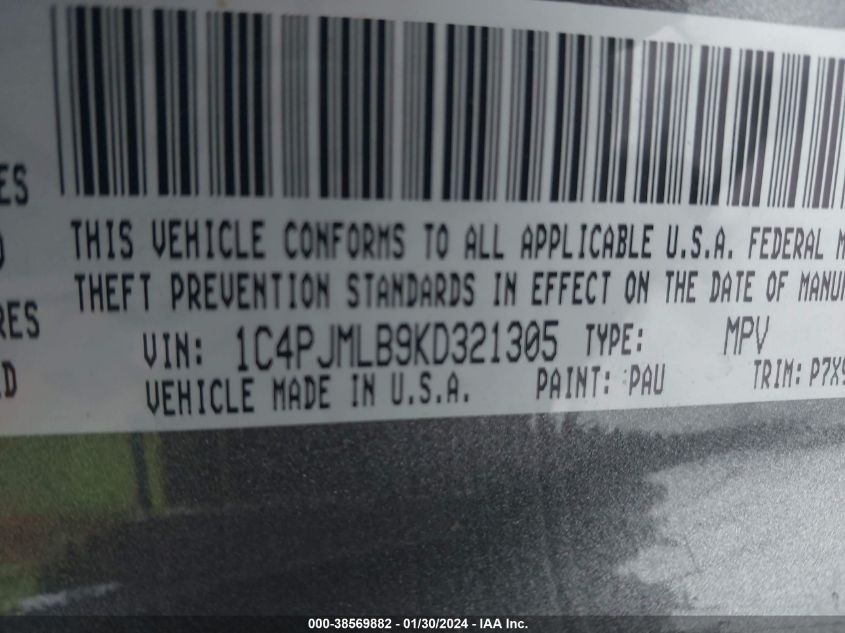 ES
THIS VEHICLE CONFORMS TO ALL APPLICABLE U.S.A. FEDERAL M
THEFT PREVENTION STANDARDS IN EFFECT ON THE DATE OF MANU
RES
VIN: 1C4PJMLB9KD321305 TYPE: MPV
D
VEHICLE MADE IN U.S.A. PAINT: PAU TRIM: P7X9
000-38569882 - 01/30/2024 - IAA Inc.